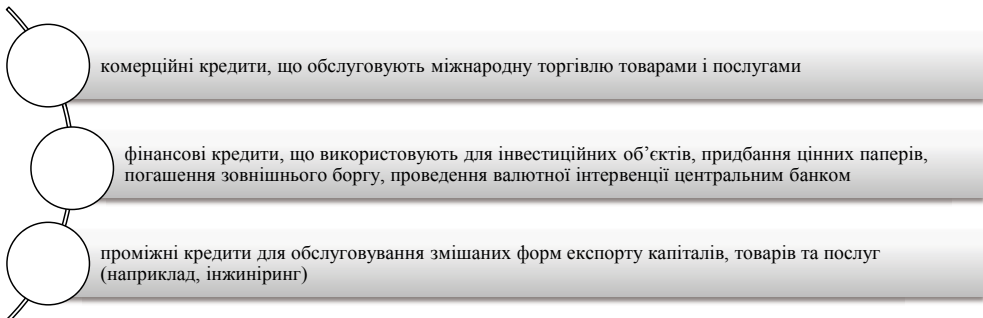 комерційні кредити, що обслуговують міжнародну торгівлю товарами і послугами
фінансові кредити, що використовують для інвестиційних об’єктів, придбання цінних паперів,
погашення зовнішнього боргу, проведення валютної інтервенції центральним банком
проміжні кредити для обслуговування змішаних форм експорту капіталів, товарів та послуг
(наприклад, інжиніринг)